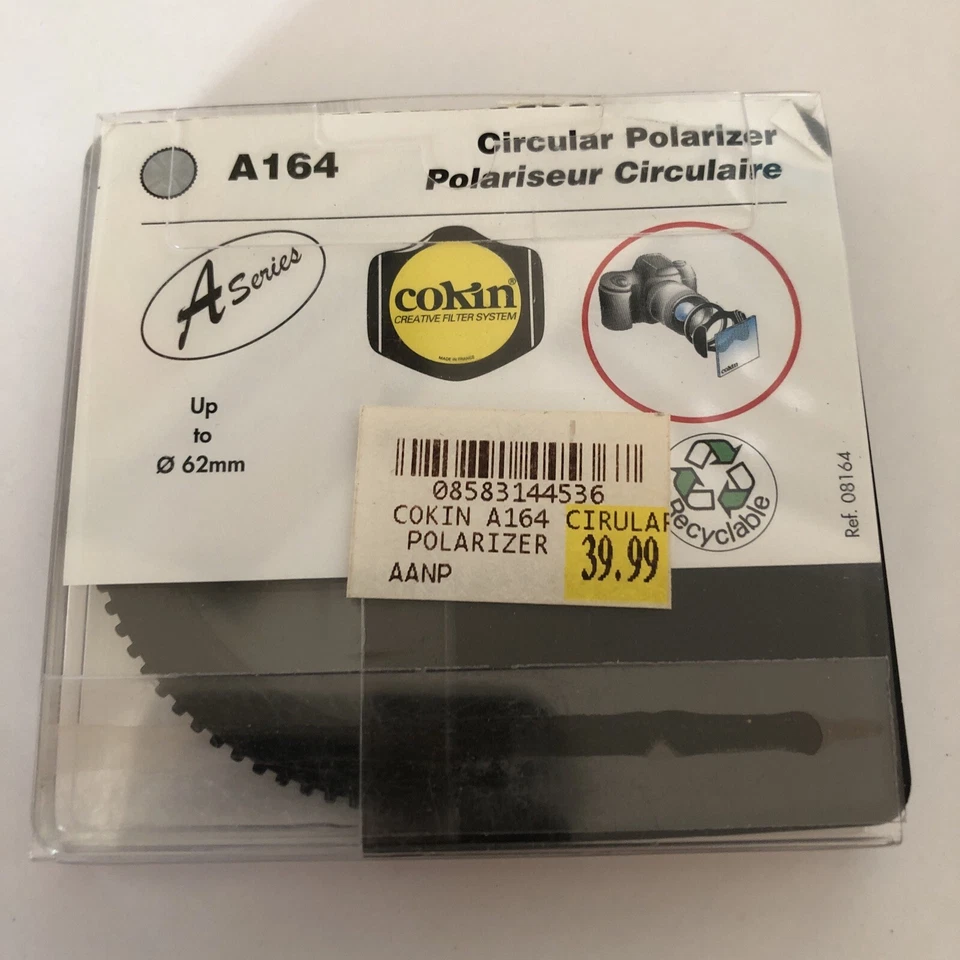 A164
Circular Polarizer
Polariseur Circulaire
A Series
cokin®
CREATIVE FILTER SYSTEM
MADE IN FRANCE
cokin
Up
to
Ø 62mm
08583144536
COKIN A164 CIRULAR
POLARIZER
39.99
AANP
Recyclable
Ref. 08164